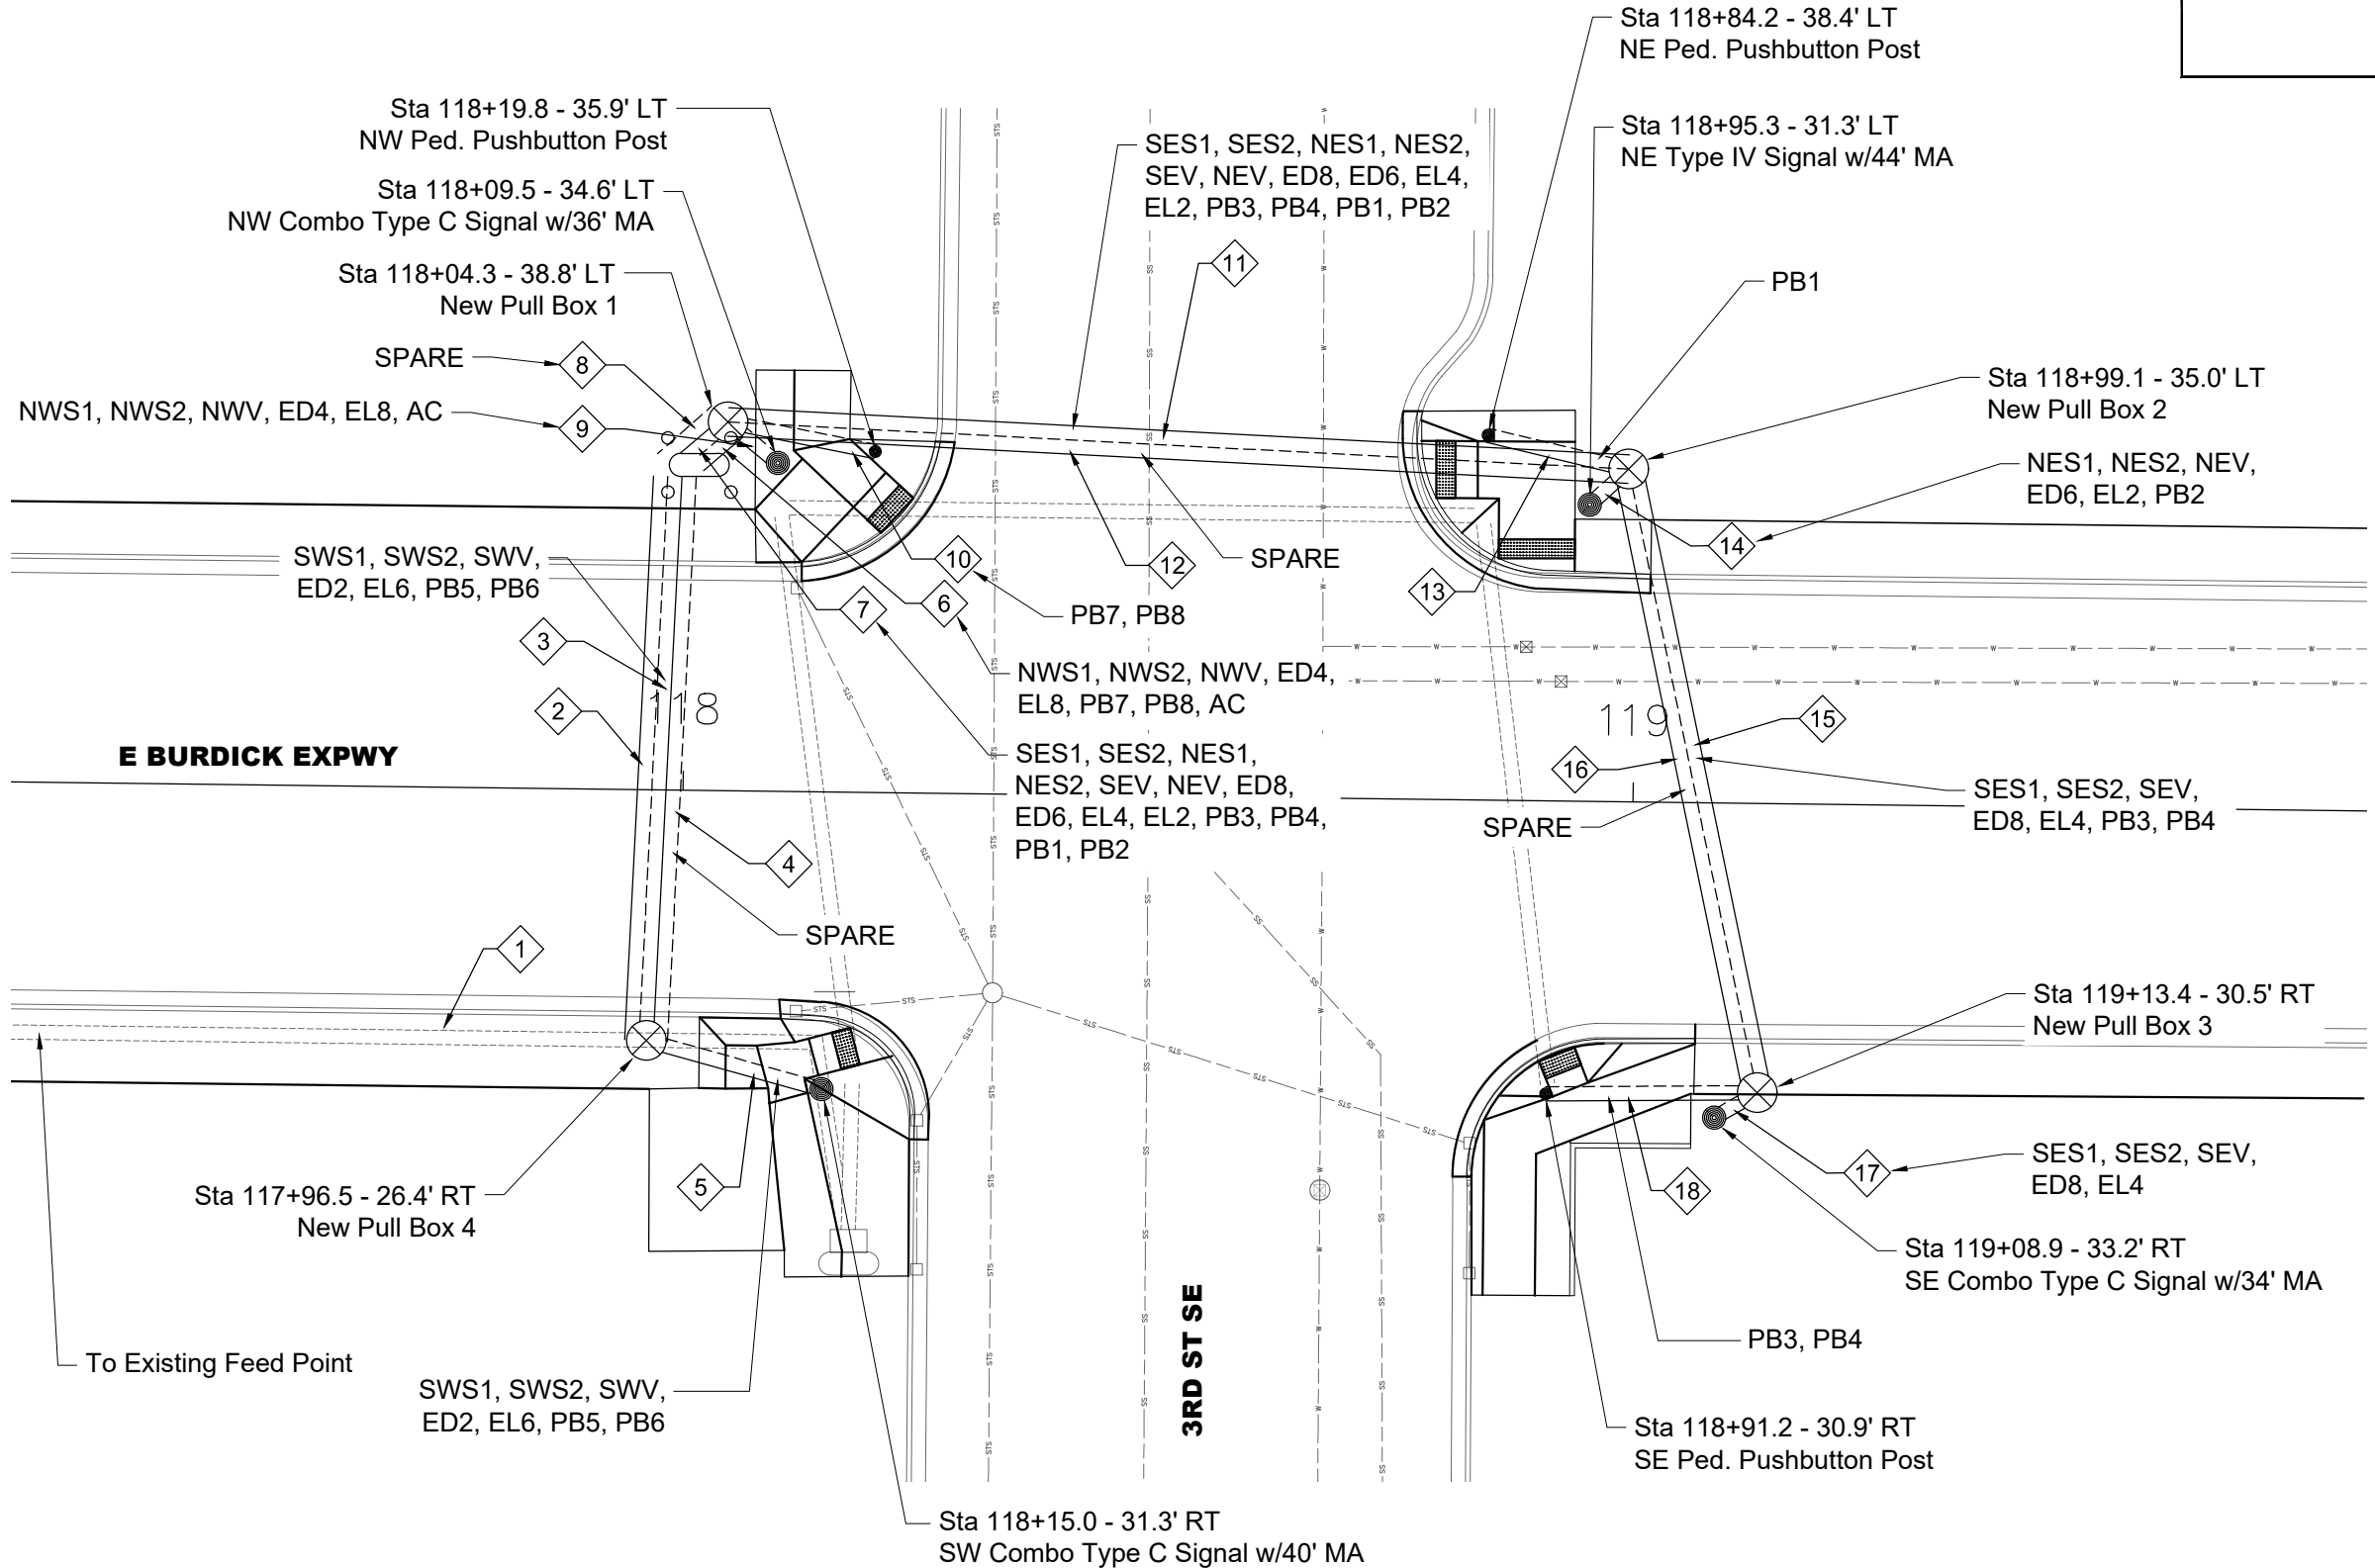 Sta 118+84.2 - 38.4' LT
NE Ped. Pushbutton Post
Sta 118+19.8 - 35.9' LT
NW Ped. Pushbutton Post
Sta 118+95.3 - 31.3' LT
NE Type IV Signal w/44' MA
SES1, SES2, NES1, NES2,
SEV, NEV, ED8, ED6, EL4,
EL2, PB3, PB4, PB1, PB2
Sta 118+09.5 - 34.6' LT
NW Combo Type C Signal w/36' MA
Sta 118+04.3 - 38.8' LT
New Pull Box 1
11
PB1
SPARE
8
Sta 118+99.1 - 35.0' LT
New Pull Box 2
NWS1, NWS2, NWV, ED4, EL8, AC
9
NES1, NES2, NEV,
ED6, EL2, PB2
14
SWS1, SWS2, SWV,
ED2, EL6, PB5, PB6
10
12
SPARE
13
7
6
PB7, PB8
3
NWS1, NWS2, NWV, ED4,
EL8, PB7, PB8, AC
2
118
119
15
E BURDICK EXPWY
SES1, SES2, NES1,
NES2, SEV, NEV, ED8,
ED6, EL4, EL2, PB3, PB4,
PB1, PB2
16
SES1, SES2, SEV,
ED8, EL4, PB3, PB4
SPARE
4
SPARE
1
Sta 119+13.4 - 30.5' RT
New Pull Box 3
5
Sta 117+96.5 - 26.4' RT
New Pull Box 4
18
17
SES1, SES2, SEV,
ED8, EL4
Sta 119+08.9 - 33.2' RT
SE Combo Type C Signal w/34' MA
3RD ST SE
PB3, PB4
To Existing Feed Point
SWS1, SWS2, SWV,
ED2, EL6, PB5, PB6
Sta 118+91.2 - 30.9' RT
SE Ped. Pushbutton Post
Sta 118+15.0 - 31.3' RT
SW Combo Type C Signal w/40' MA